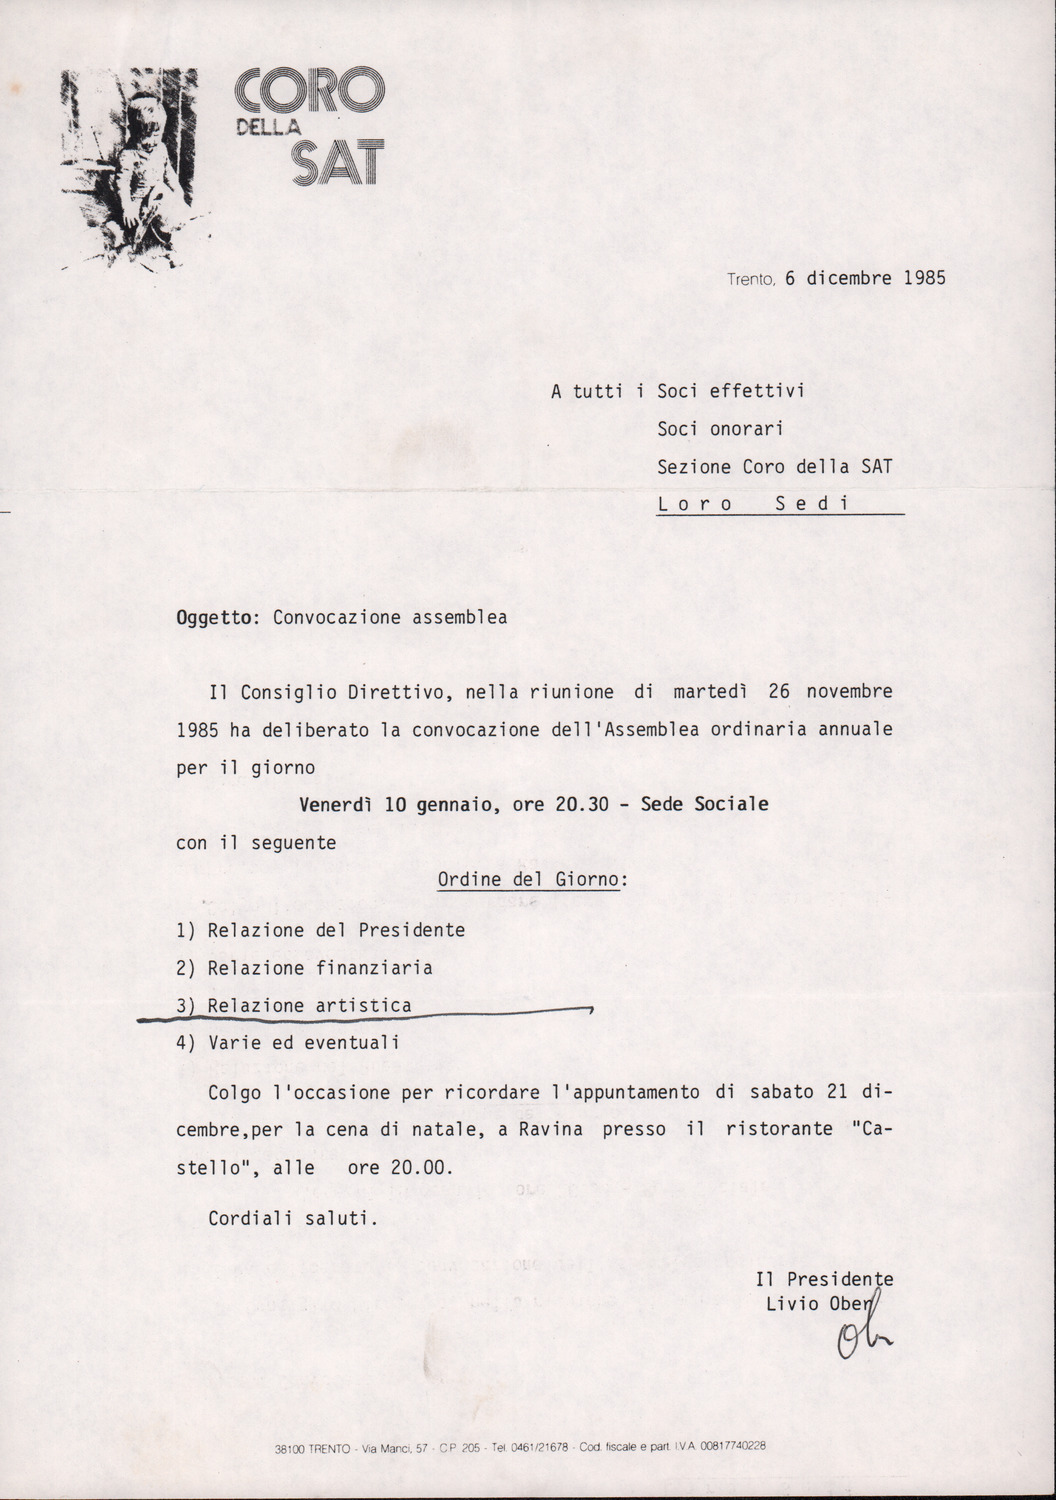 CORO
DELLA
SAT
Trento, 6 dicembre 1985
A tutti i Soci effettivi
Soci onorari
Sezione Coro della SAT
Loro Sedi
Oggetto: Convocazione assemblea
Il Consiglio Direttivo, nella riunione di martedì 26 novembre
1985 ha deliberato la convocazione dell'Assemblea ordinaria annuale
per il giorno
Venerdì 10 gennaio, ore 20.30 - Sede Sociale
con il seguente
Ordine del Giorno:
1) Relazione del Presidente
2) Relazione finanziaria
3) Relazione artistica
4) Varie ed eventuali
Colgo l'occasione per ricordare l'appuntamento di sabato 21 di-
cembre,per la cena di natale, a Ravina presso il ristorante "Ca-
stello", alle ore 20.00.
Cordiali saluti.
Il Presidente
Livio Ober
38100 TRENTO - Via Manci, 57 - C.P. 205 - Tel. 0461/21678 - Cod. fiscale e part. I.V.A. 00817740228